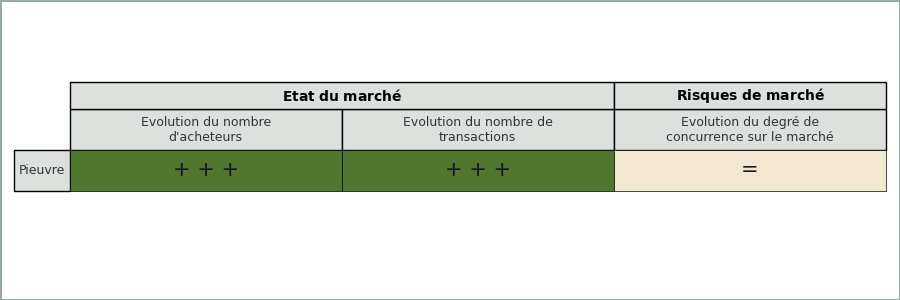 Etat du marché
Risques de marché
Evolution du nombre
d'acheteurs
Evolution du nombre de
transactions
Evolution du degré de
concurrence sur le marché
Pieuvre
+ + +
+ + +
=